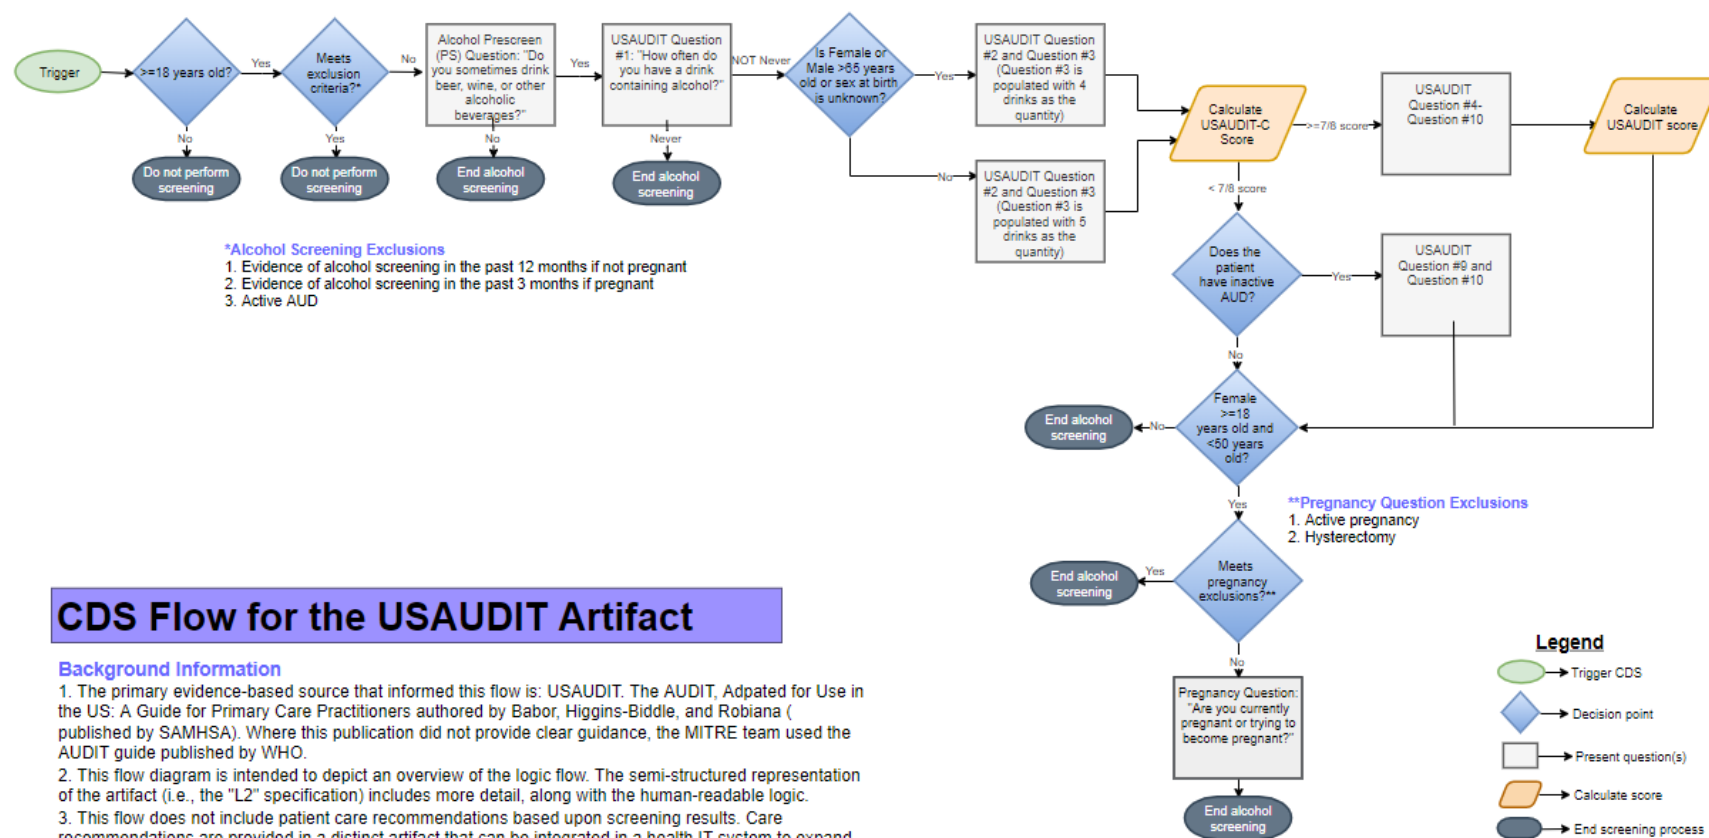 Trigger
>=18 years old?
Yes
No
Do not perform
screening
Meets
exclusion
criteria?*
No
Yes
Do not perform
screening
Alcohol Prescreen
(PS) Question: "Do
you sometimes drink
beer, wine, or other
alcoholic
beverages?"
Yes
No
End alcohol
screening
USAUDIT Question
#1: "How often do
you have a drink
containing alcohol?"
NOT Never
Never
End alcohol
screening
Is Female or
Male >65 years
old or sex at birth
is unknown?
Yes
No
USAUDIT Question
#2 and Question #3
(Question #3 is
populated with 4
drinks as the
quantity)
USAUDIT Question
#2 and Question #3
(Question #3 is
populated with 5
drinks as the
quantity)
Calculate
USAUDIT-C
Score
>=7/8 score
< 7/8 score
USAUDIT
Question #4-
Question #10
Calculate
USAUDIT score
Does the
patient
have inactive
AUD?
Yes
No
USAUDIT
Question #9 and
Question #10
Female
>=18
years old and
<50 years
old?
No
End alcohol
screening
Yes
Meets
pregnancy
exclusions?**
Yes
End alcohol
screening
No
Pregnancy Question:
"Are you currently
pregnant or trying to
become pregnant?"
End alcohol
screening
*Alcohol Screening Exclusions
1. Evidence of alcohol screening in the past 12 months if not pregnant
2. Evidence of alcohol screening in the past 3 months if pregnant
3. Active AUD
**Pregnancy Question Exclusions
1. Active pregnancy
2. Hysterectomy
CDS Flow for the USAUDIT Artifact
Background Information
1. The primary evidence-based source that informed this flow is: USAUDIT. The AUDIT, Adpated for Use in
the US: A Guide for Primary Care Practitioners authored by Babor, Higgins-Biddle, and Robiana (
published by SAMHSA). Where this publication did not provide clear guidance, the MITRE team used the
AUDIT guide published by WHO.
2. This flow diagram is intended to depict an overview of the logic flow. The semi-structured representation
of the artifact (i.e., the "L2" specification) includes more detail, along with the human-readable logic.
3. This flow does not include patient care recommendations based upon screening results. Care
recommendations are provided in a distinct artifact that can be integrated in a health IT system to expand
Legend
Trigger CDS
Decision point
Present question(s)
Calculate score
End screening process